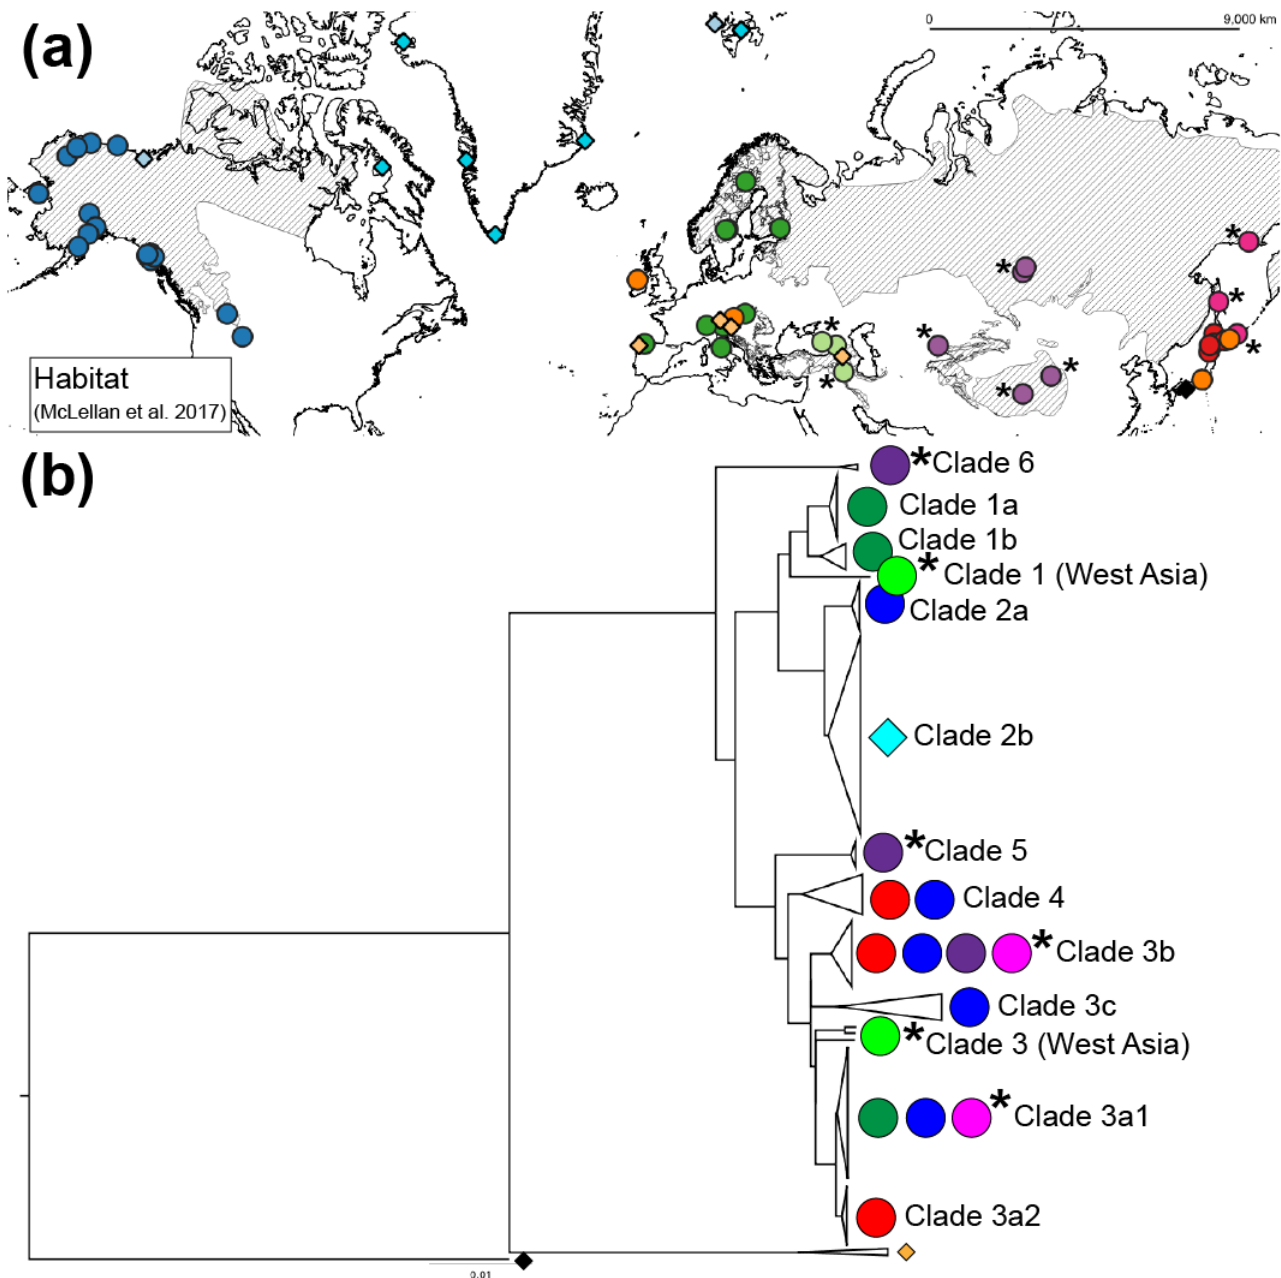 (a)
0 9,000 km
*
*
*
*
*
*
*
*
*
Habitat
(McLellan et al. 2017)
(b)
*Clade 6
Clade 1a
Clade 1b
* Clade 1 (West Asia)
Clade 2a
Clade 2b
*Clade 5
Clade 4
*Clade 3b
Clade 3c
*Clade 3 (West Asia)
*Clade 3a1
Clade 3a2
0.01